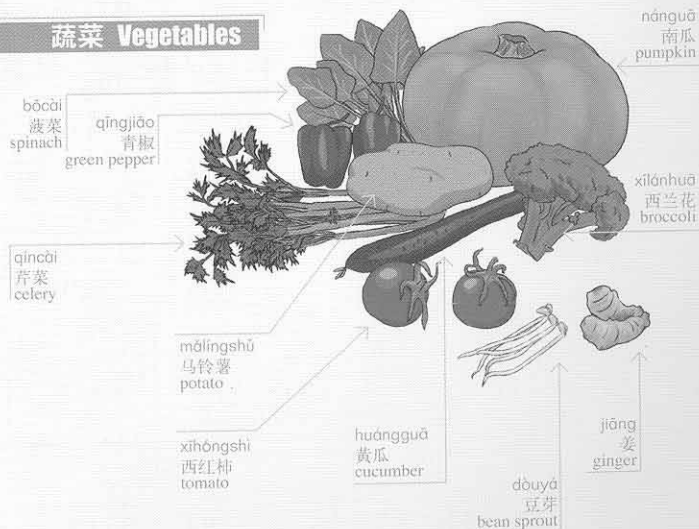 蔬菜 Vegetables
nánguā
南瓜
pumpkin
bōcài
菠菜
spinach
qīngjiāo
青椒
green pepper
xīlánhuā
西兰花
broccoli
qíncài
芹菜
celery
mǎlíngshǔ
马铃薯
potato
xīhóngshì
西红柿
tomato
huángguā
黄瓜
cucumber
jiāng
姜
ginger
dòuyá
豆芽
bean sprout